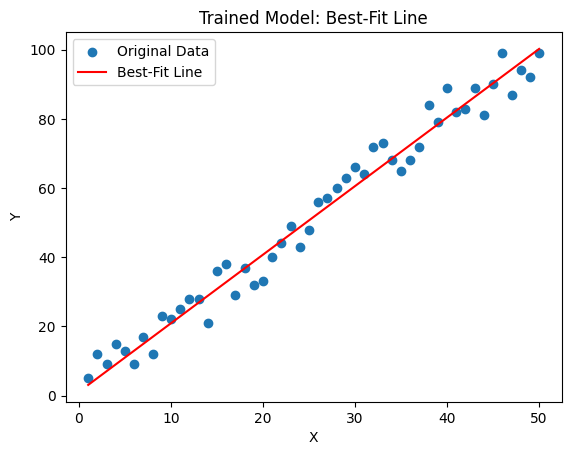 Trained Model: Best-Fit Line
Original Data
Best-Fit Line
100
80
60
40
20
0
Y
0 10 20 30 40 50
X